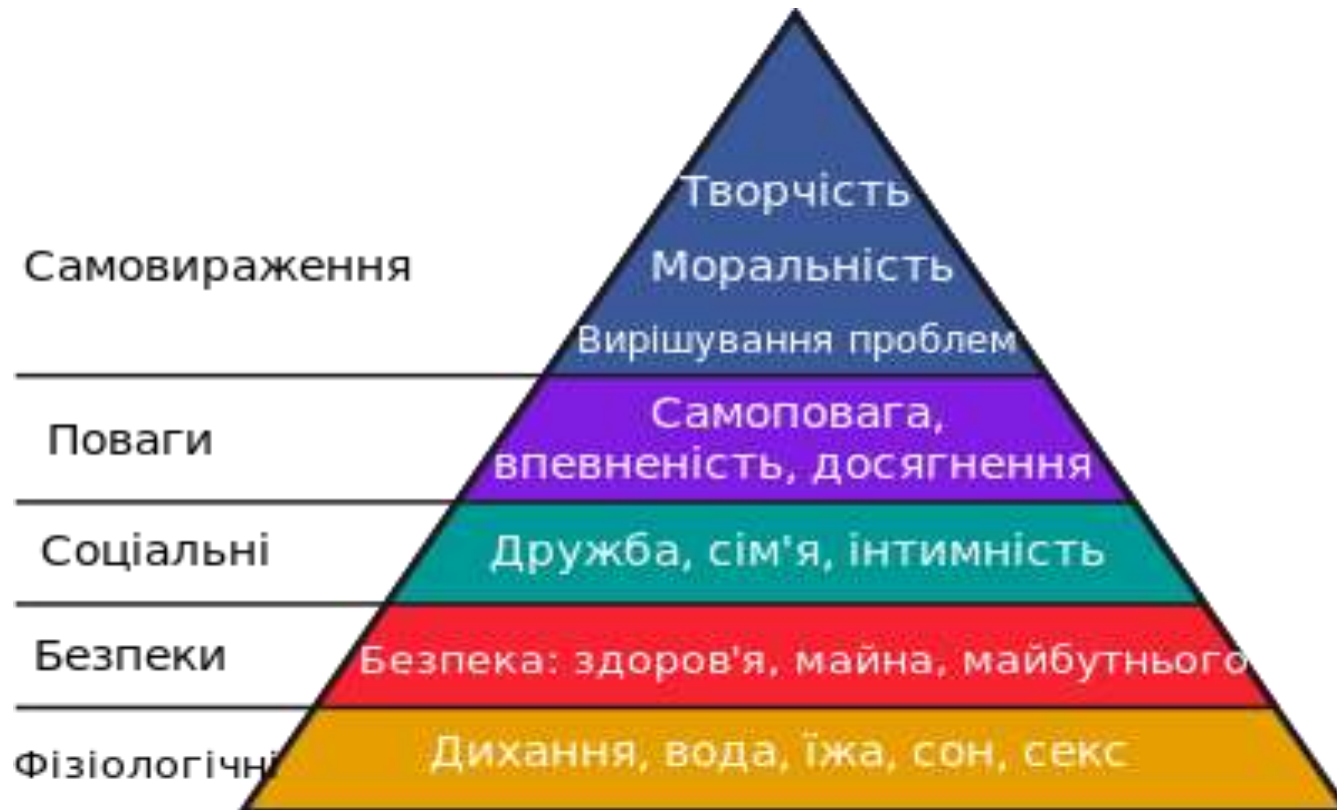 Творчість
Самовираження
Моральність
Вирішування проблем
Поваги
Самоповага,
впевненість, досягнення
Соціальні
Дружба, сім'я, інтимність
Безпеки
Безпека: здоров'я, майна, майбутнього
Фізіологічні
Дихання, вода, їжа, сон, секс